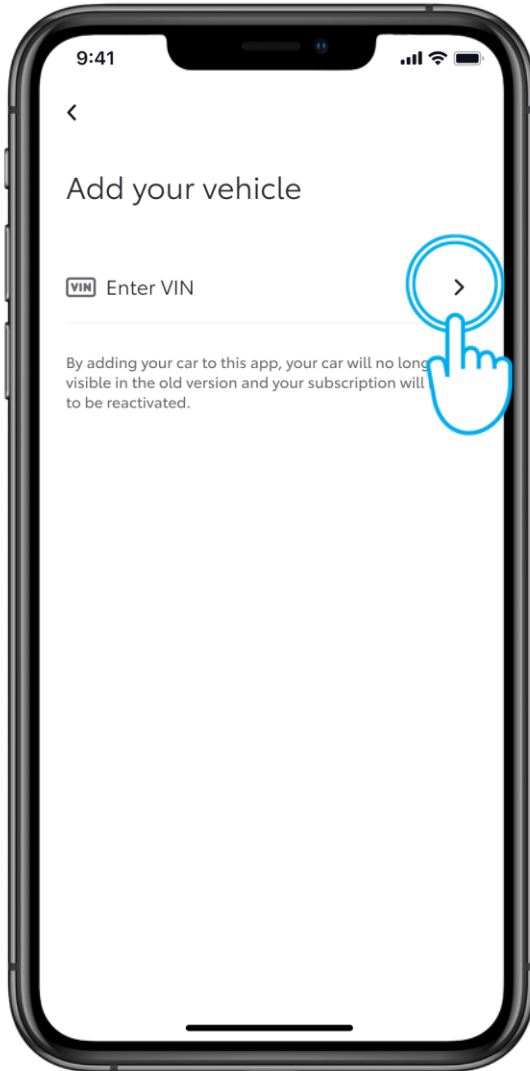 9:41
Add your vehicle
VIN Enter VIN
By adding your car to this app, your car will no
visible in the old version and your subscription will
to be reactivated.